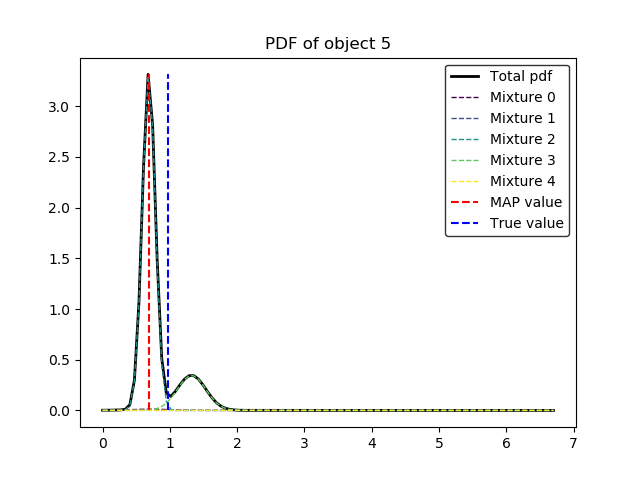 PDF of object 5
Total pdf
Mixture 0
Mixture 1
Mixture 2
Mixture 3
Mixture 4
MAP value
True value
3.0
2.5
2.0
1.5
1.0
0.5
0.0
0 1 2 3 4 5 6 7